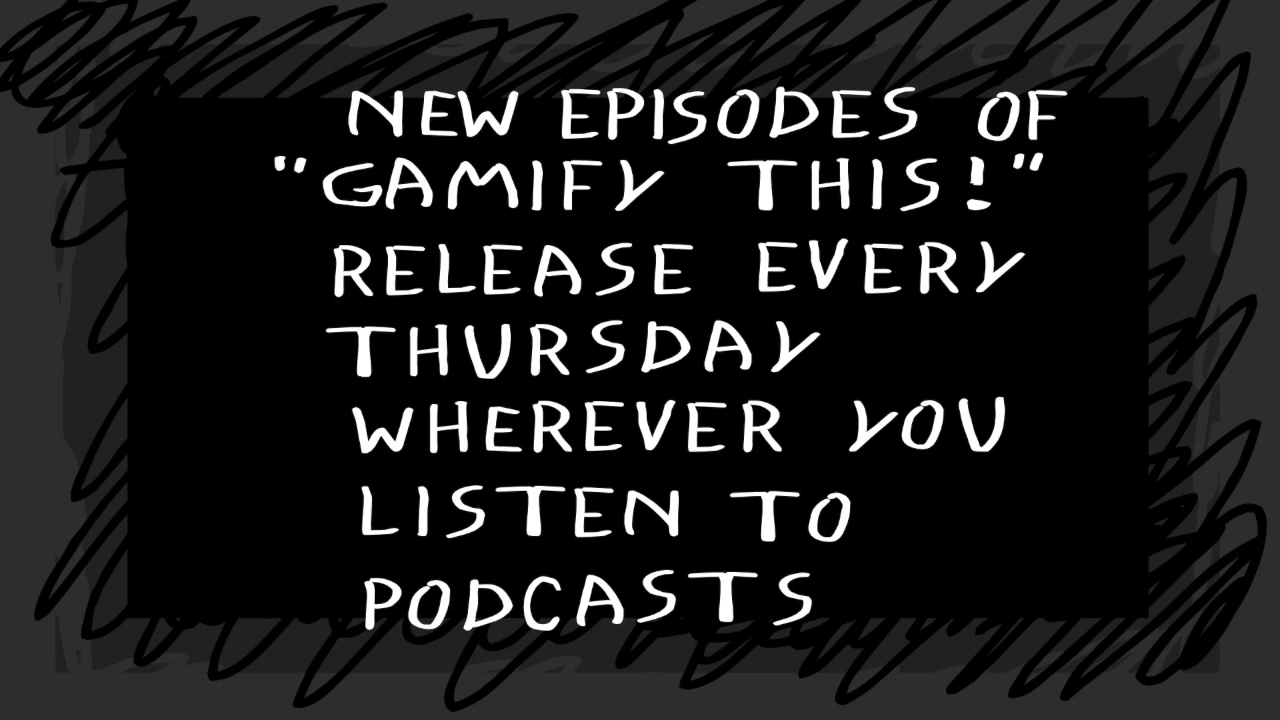 NEW EPISODES OF
"GAMIFY THIS!"
RELEASE EVERY
THURSDAY
WHEREVER YOU
LISTEN TO
PODCASTS